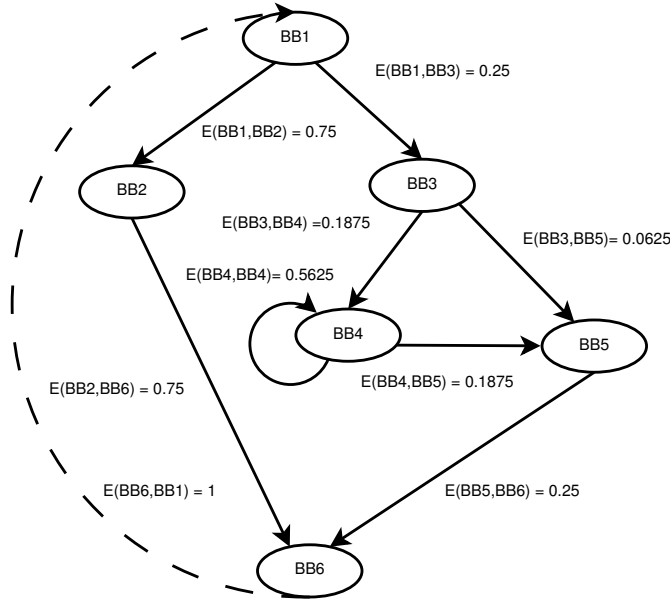 BB1
E(BB1,BB3) = 0.25
E(BB1,BB2) = 0.75
BB2
BB3
E(BB3,BB4) =0.1875
E(BB3,BB5)= 0.0625
E(BB4,BB4)= 0.5625
BB4
BB5
E(BB4,BB5) = 0.1875
E(BB2,BB6) = 0.75
E(BB6,BB1) = 1
E(BB5,BB6) = 0.25
BB6